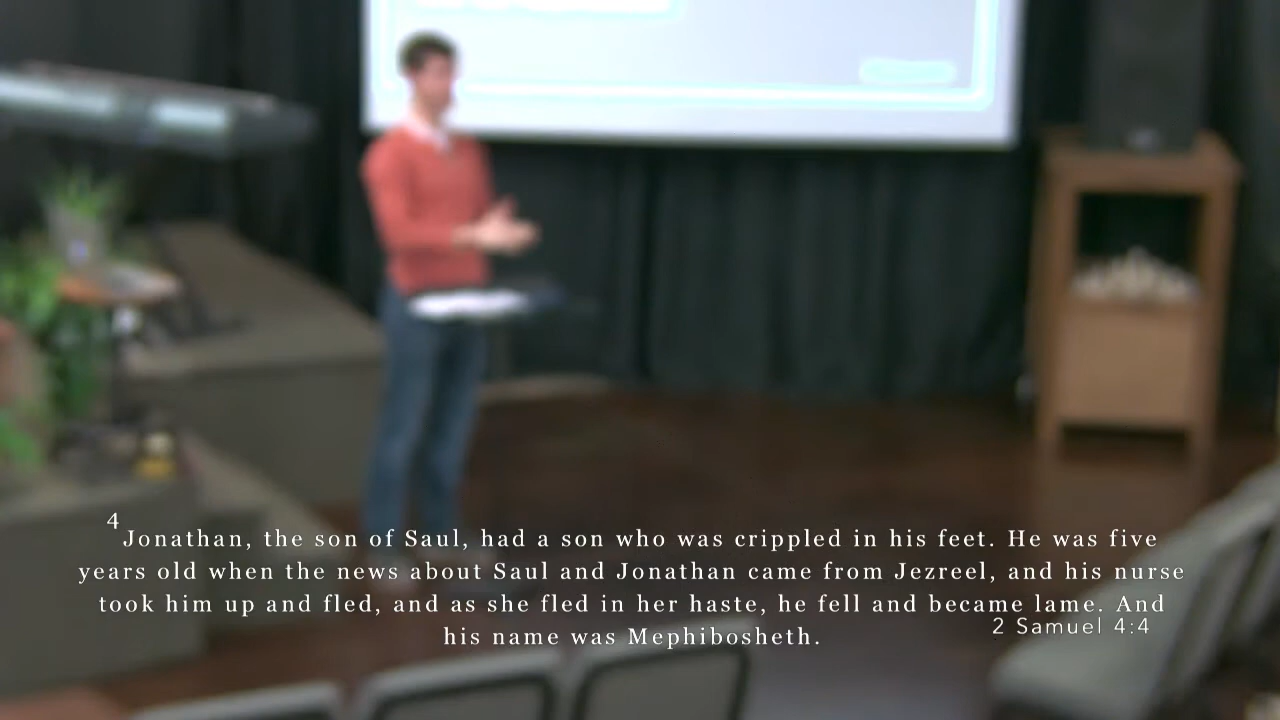 4 Jonathan, the son of Saul, had a son who was crippled in his feet. He was five
years old when the news about Saul and Jonathan came from Jezreel, and his nurse
took him up and fled, and as she fled in her haste, he fell and became lame. And
his name was Mephibosheth.
2 Samuel 4:4